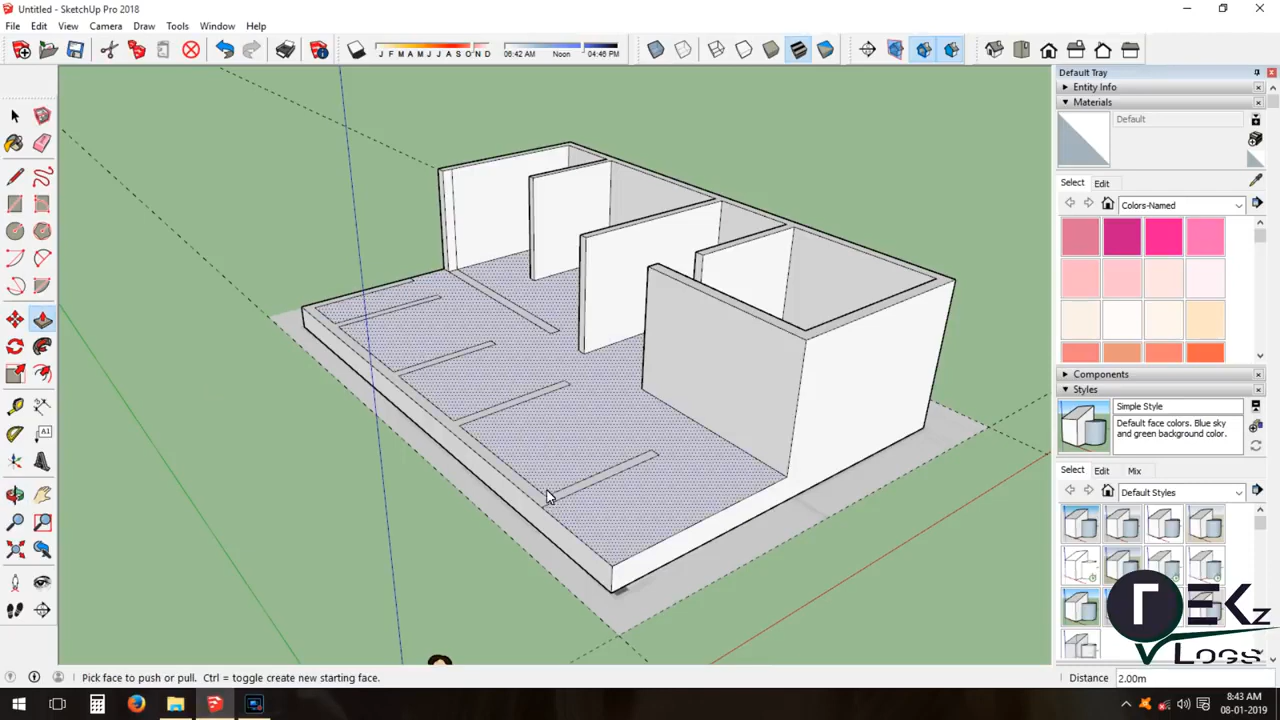 Untitled - SketchUp Pro 2018
File Edit View Camera Draw Tools Window Help
J F M A M J J A S O N D
06:42 AM Noon 04:46 PM
Default Tray
Entity Info
Materials
Default
Select Edit
Colors-Named
Components
Styles
Simple Style
Default face colors. Blue sky
and green background color.
Select Edit Mix
Default Styles
A1
TEKz
Vlogs
Pick face to push or pull. Ctrl = toggle create new starting face.
Distance 2.00m
8:43 AM
08-01-2019